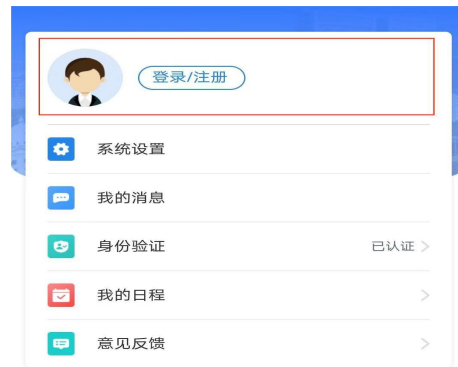 登录/注册
系统设置
我的消息
身份验证 已认证
我的日程
意见反馈